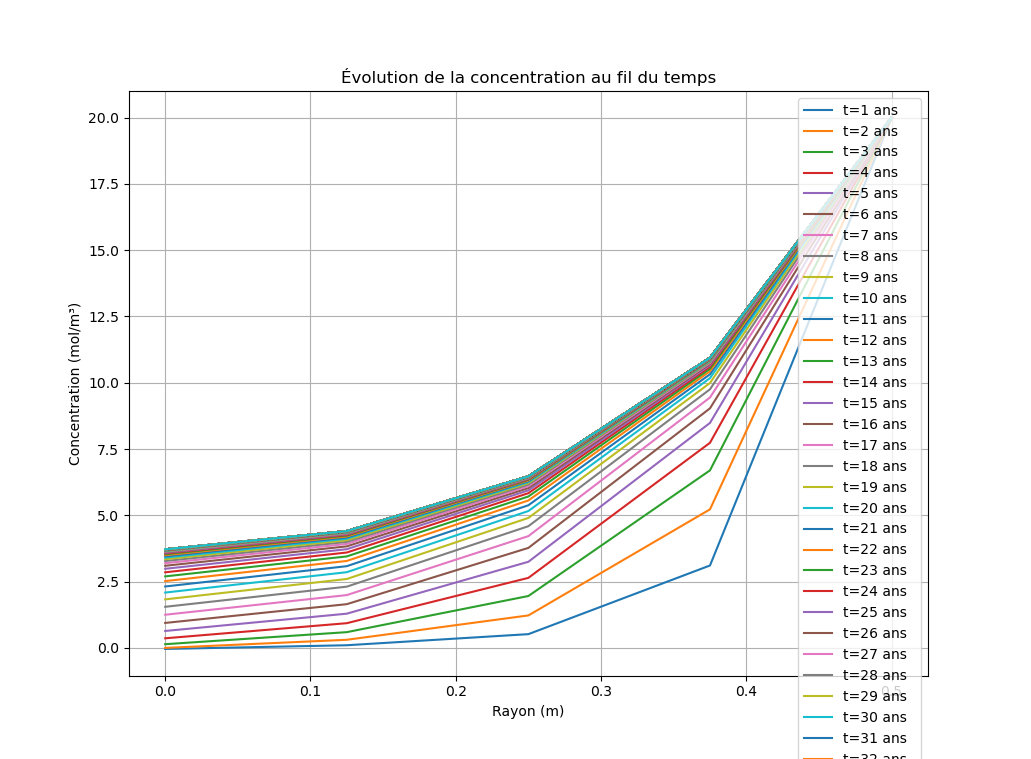 Évolution de la concentration au fil du temps
Concentration (mol/m³)
20.0
17.5
15.0
12.5
10.0
7.5
5.0
2.5
0.0
0.0 0.1 0.2 0.3 0.4 0.5
Rayon (m)
t=1 ans
t=2 ans
t=3 ans
t=4 ans
t=5 ans
t=6 ans
t=7 ans
t=8 ans
t=9 ans
t=10 ans
t=11 ans
t=12 ans
t=13 ans
t=14 ans
t=15 ans
t=16 ans
t=17 ans
t=18 ans
t=19 ans
t=20 ans
t=21 ans
t=22 ans
t=23 ans
t=24 ans
t=25 ans
t=26 ans
t=27 ans
t=28 ans
t=29 ans
t=30 ans
t=31 ans
t=32 ans